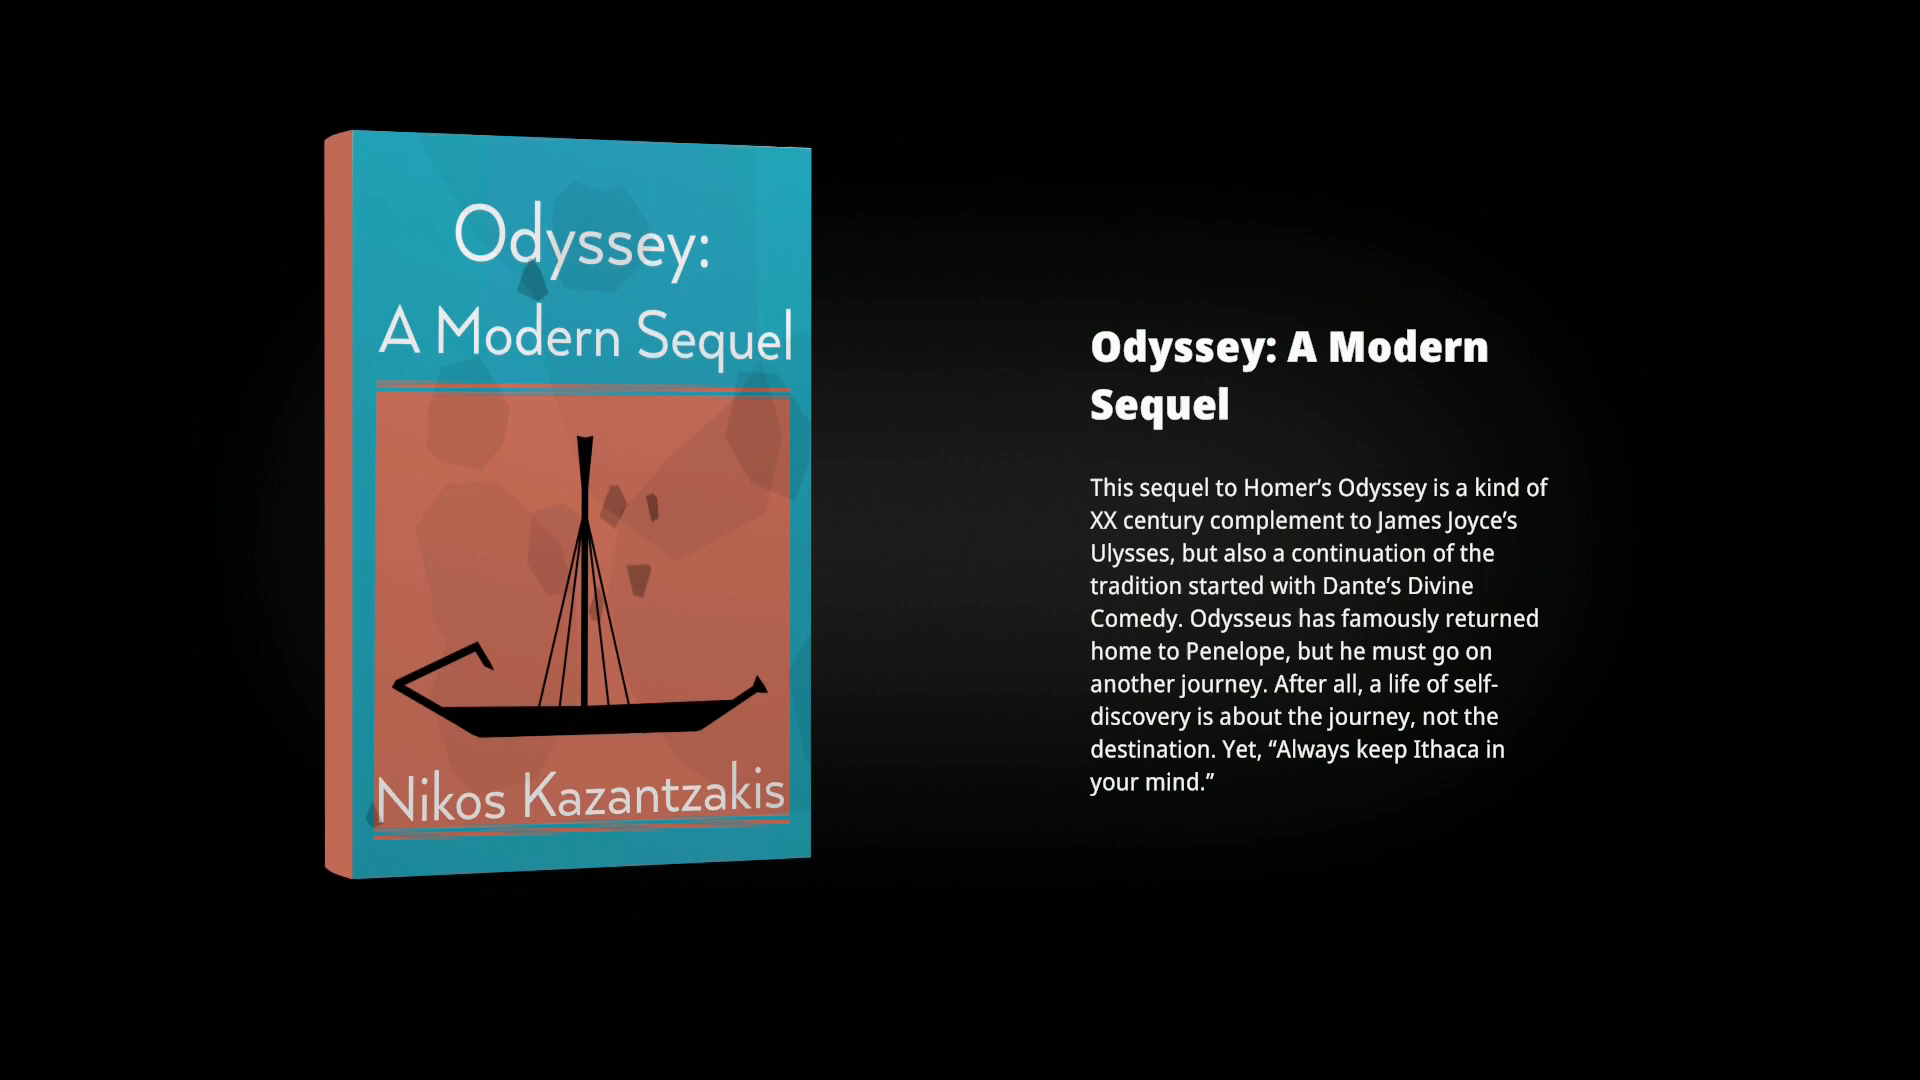 Odyssey:
A Modern Sequel
Nikos Kazantzakis
Odyssey: A Modern
Sequel
This sequel to Homer’s Odyssey is a kind of
XX century complement to James Joyce’s
Ulysses, but also a continuation of the
tradition started with Dante’s Divine
Comedy. Odysseus has famously returned
home to Penelope, but he must go on
another journey. After all, a life of self-
discovery is about the journey, not the
destination. Yet, “Always keep Ithaca in
your mind.”